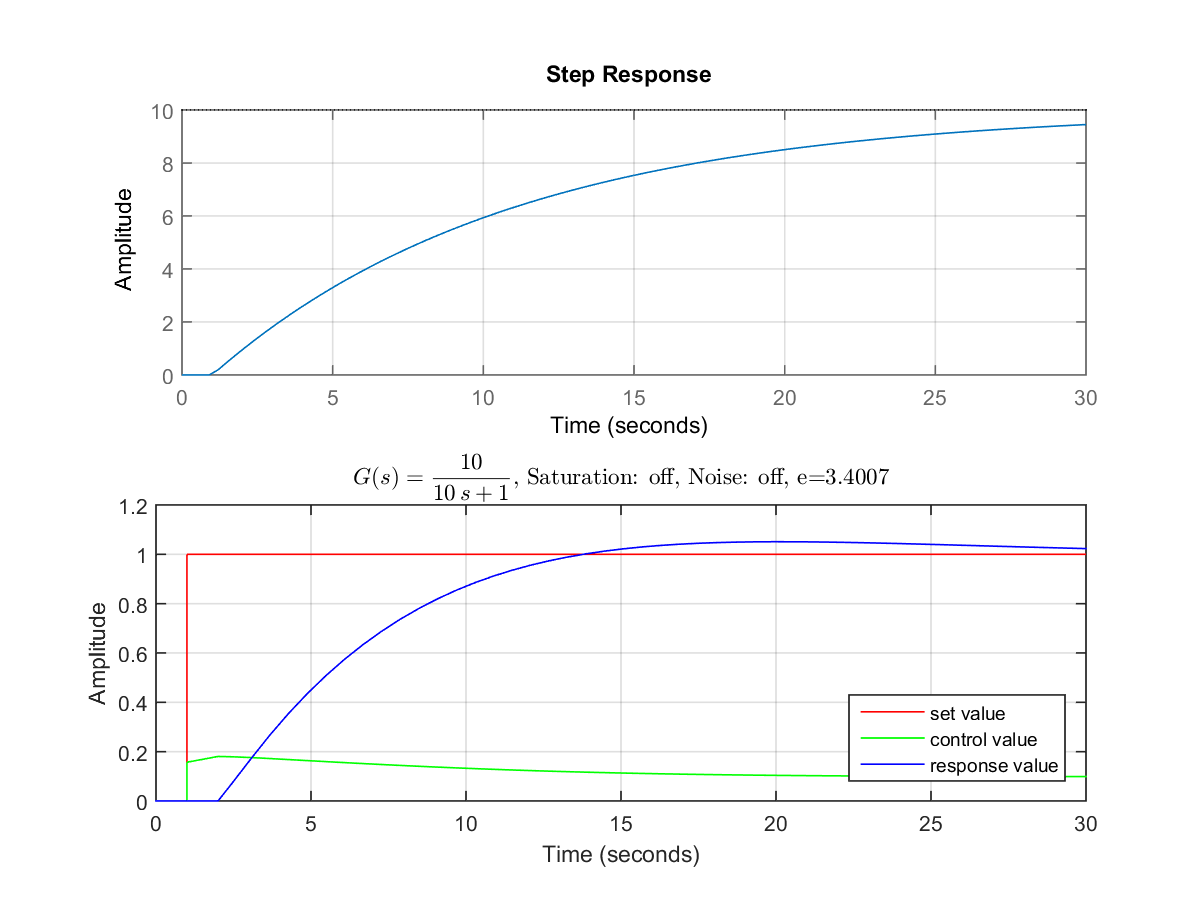 Step Response
10
8
6
4
2
0
Amplitude
0 5 10 15 20 25 30
Time (seconds)
G(s) = 10/(10 s + 1), Saturation: off, Noise: off, e=3.4007
1.2
1
0.8
0.6
0.4
0.2
0
Amplitude
set value
control value
response value
0 5 10 15 20 25 30
Time (seconds)